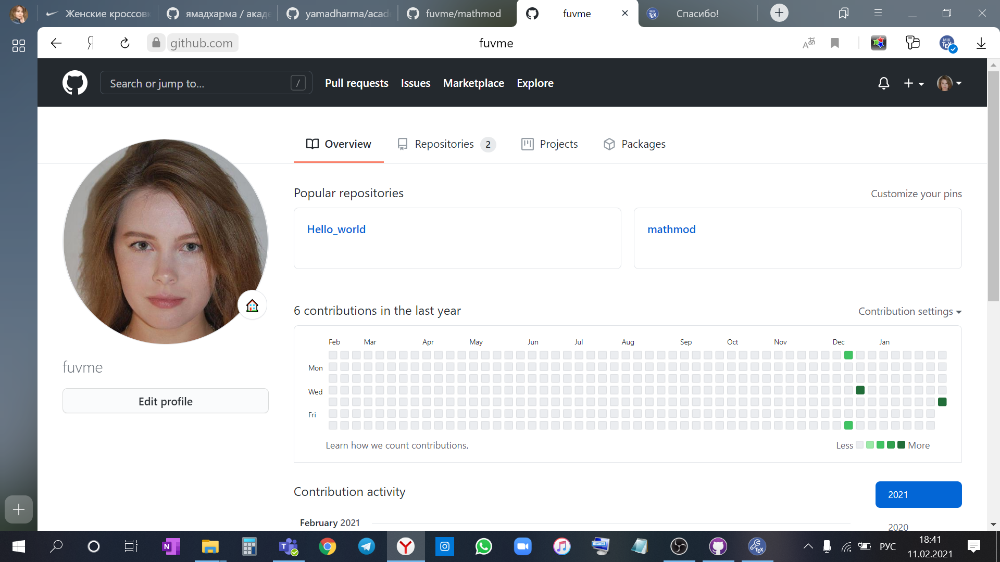 Женские кроссовк
ямадхарма / акаде
yamadharma/acade
fuvme/mathmod
fuvme
Спасибо!
github.com
fuvme
Search or jump to...
/
Pull requests
Issues
Marketplace
Explore
Overview
Repositories 2
Projects
Packages
Popular repositories
Customize your pins
Hello_world
mathmod
6 contributions in the last year
Contribution settings
Feb Mar Apr May Jun Jul Aug Sep Oct Nov Dec Jan
Mon
Wed
Fri
Learn how we count contributions.
Less
More
fuvme
Edit profile
Contribution activity
2021
February 2021
2020
РУС
18:41
11.02.2021